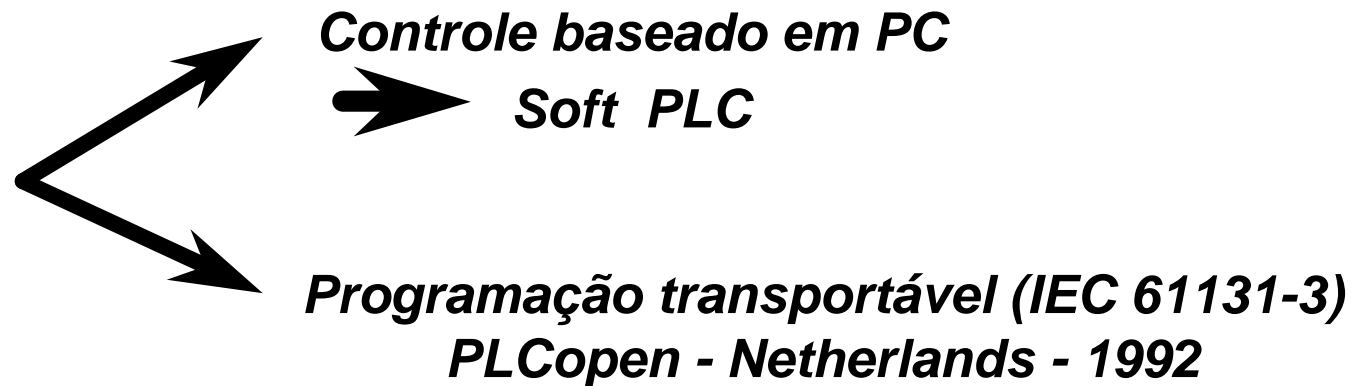 Controle baseado em PC
Soft PLC
Programação transportável (IEC 61131-3)
PLCopen - Netherlands - 1992